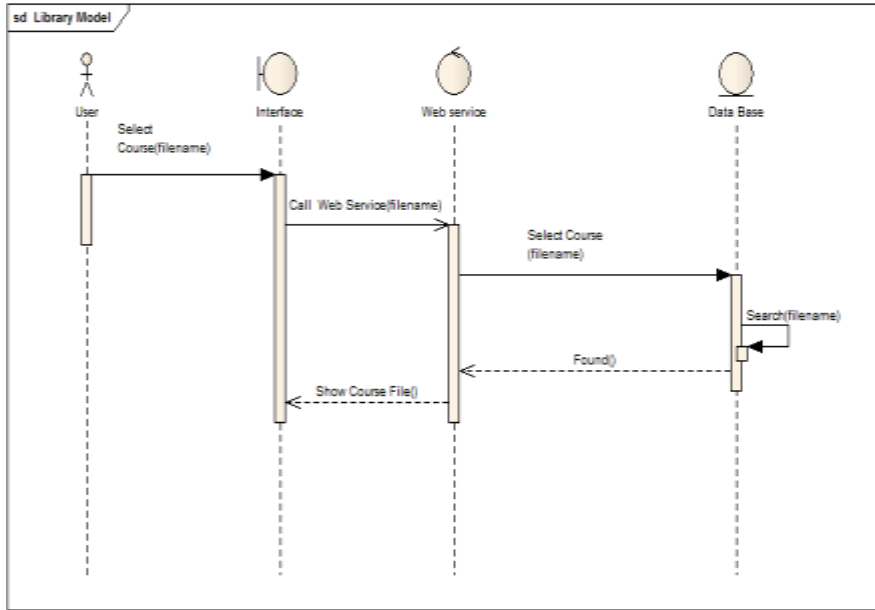 sd Library Model
User
Interface
Web service
Data Base
Select
Course(filename)
Call Web Service(filename)
Select Course
(filename)
Search(filename)
Found()
Show Course File()